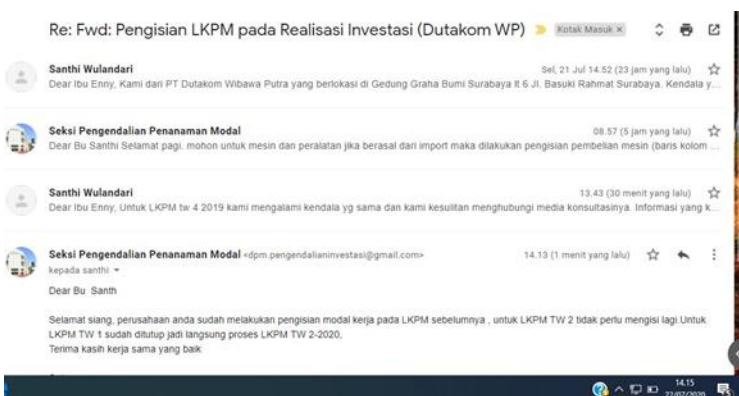 Re: Fwd: Pengisian LKPM pada Realisasi Investasi (Dutakom WP)
Kotak Masuk ×
Santhi Wulandari
Sel, 21 Jul 14.52 (23 jam yang lalu)
Dear Ibu Enny, Kami dari PT Dutakom Wibawa Putra yang berlokasi di Gedung Graha Bumi Surabaya lt 6 Jl. Basuki Rahmat Surabaya. Kendala y...
Seksi Pengendalian Penanaman Modal
08.57 (5 jam yang lalu)
Dear Bu Santhi Selamat pagi. mohon untuk mesin dan peralatan jika berasal dari import maka dilakukan pengisian pembelian mesin (baris kolom ...
Santhi Wulandari
13.43 (30 menit yang lalu)
Dear Ibu Enny, Untuk LKPM tw 4 2019 kami mengalami kendala yg sama dan kami kesulitan menghubungi media konsultasinya. Informasi yang k...
Seksi Pengendalian Penanaman Modal <dpm.pengendalianinvestasi@gmail.com>
14.13 (1 menit yang lalu)
kepada santhi
Dear Bu Santh
Selamat siang, perusahaan anda sudah melakukan pengisian modal kerja pada LKPM sebelumnya , untuk LKPM TW 2 tidak perlu mengisi lagi.Untuk
LKPM TW 1 sudah ditutup jadi langsung proses LKPM TW 2-2020,
Terima kasih kerja sama yang baik
14.15
22/07/2020